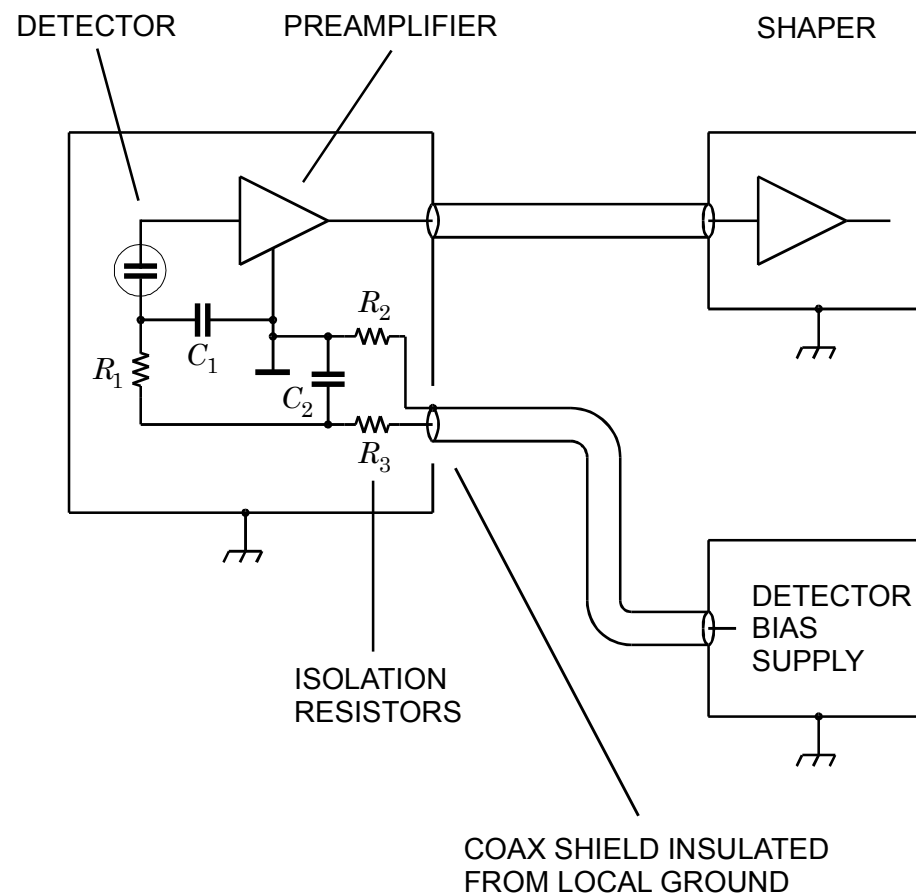 DETECTOR
PREAMPLIFIER
SHAPER
R2
C1
R1
C2
R3
DETECTOR
BIAS
SUPPLY
ISOLATION
RESISTORS
COAX SHIELD INSULATED
FROM LOCAL GROUND